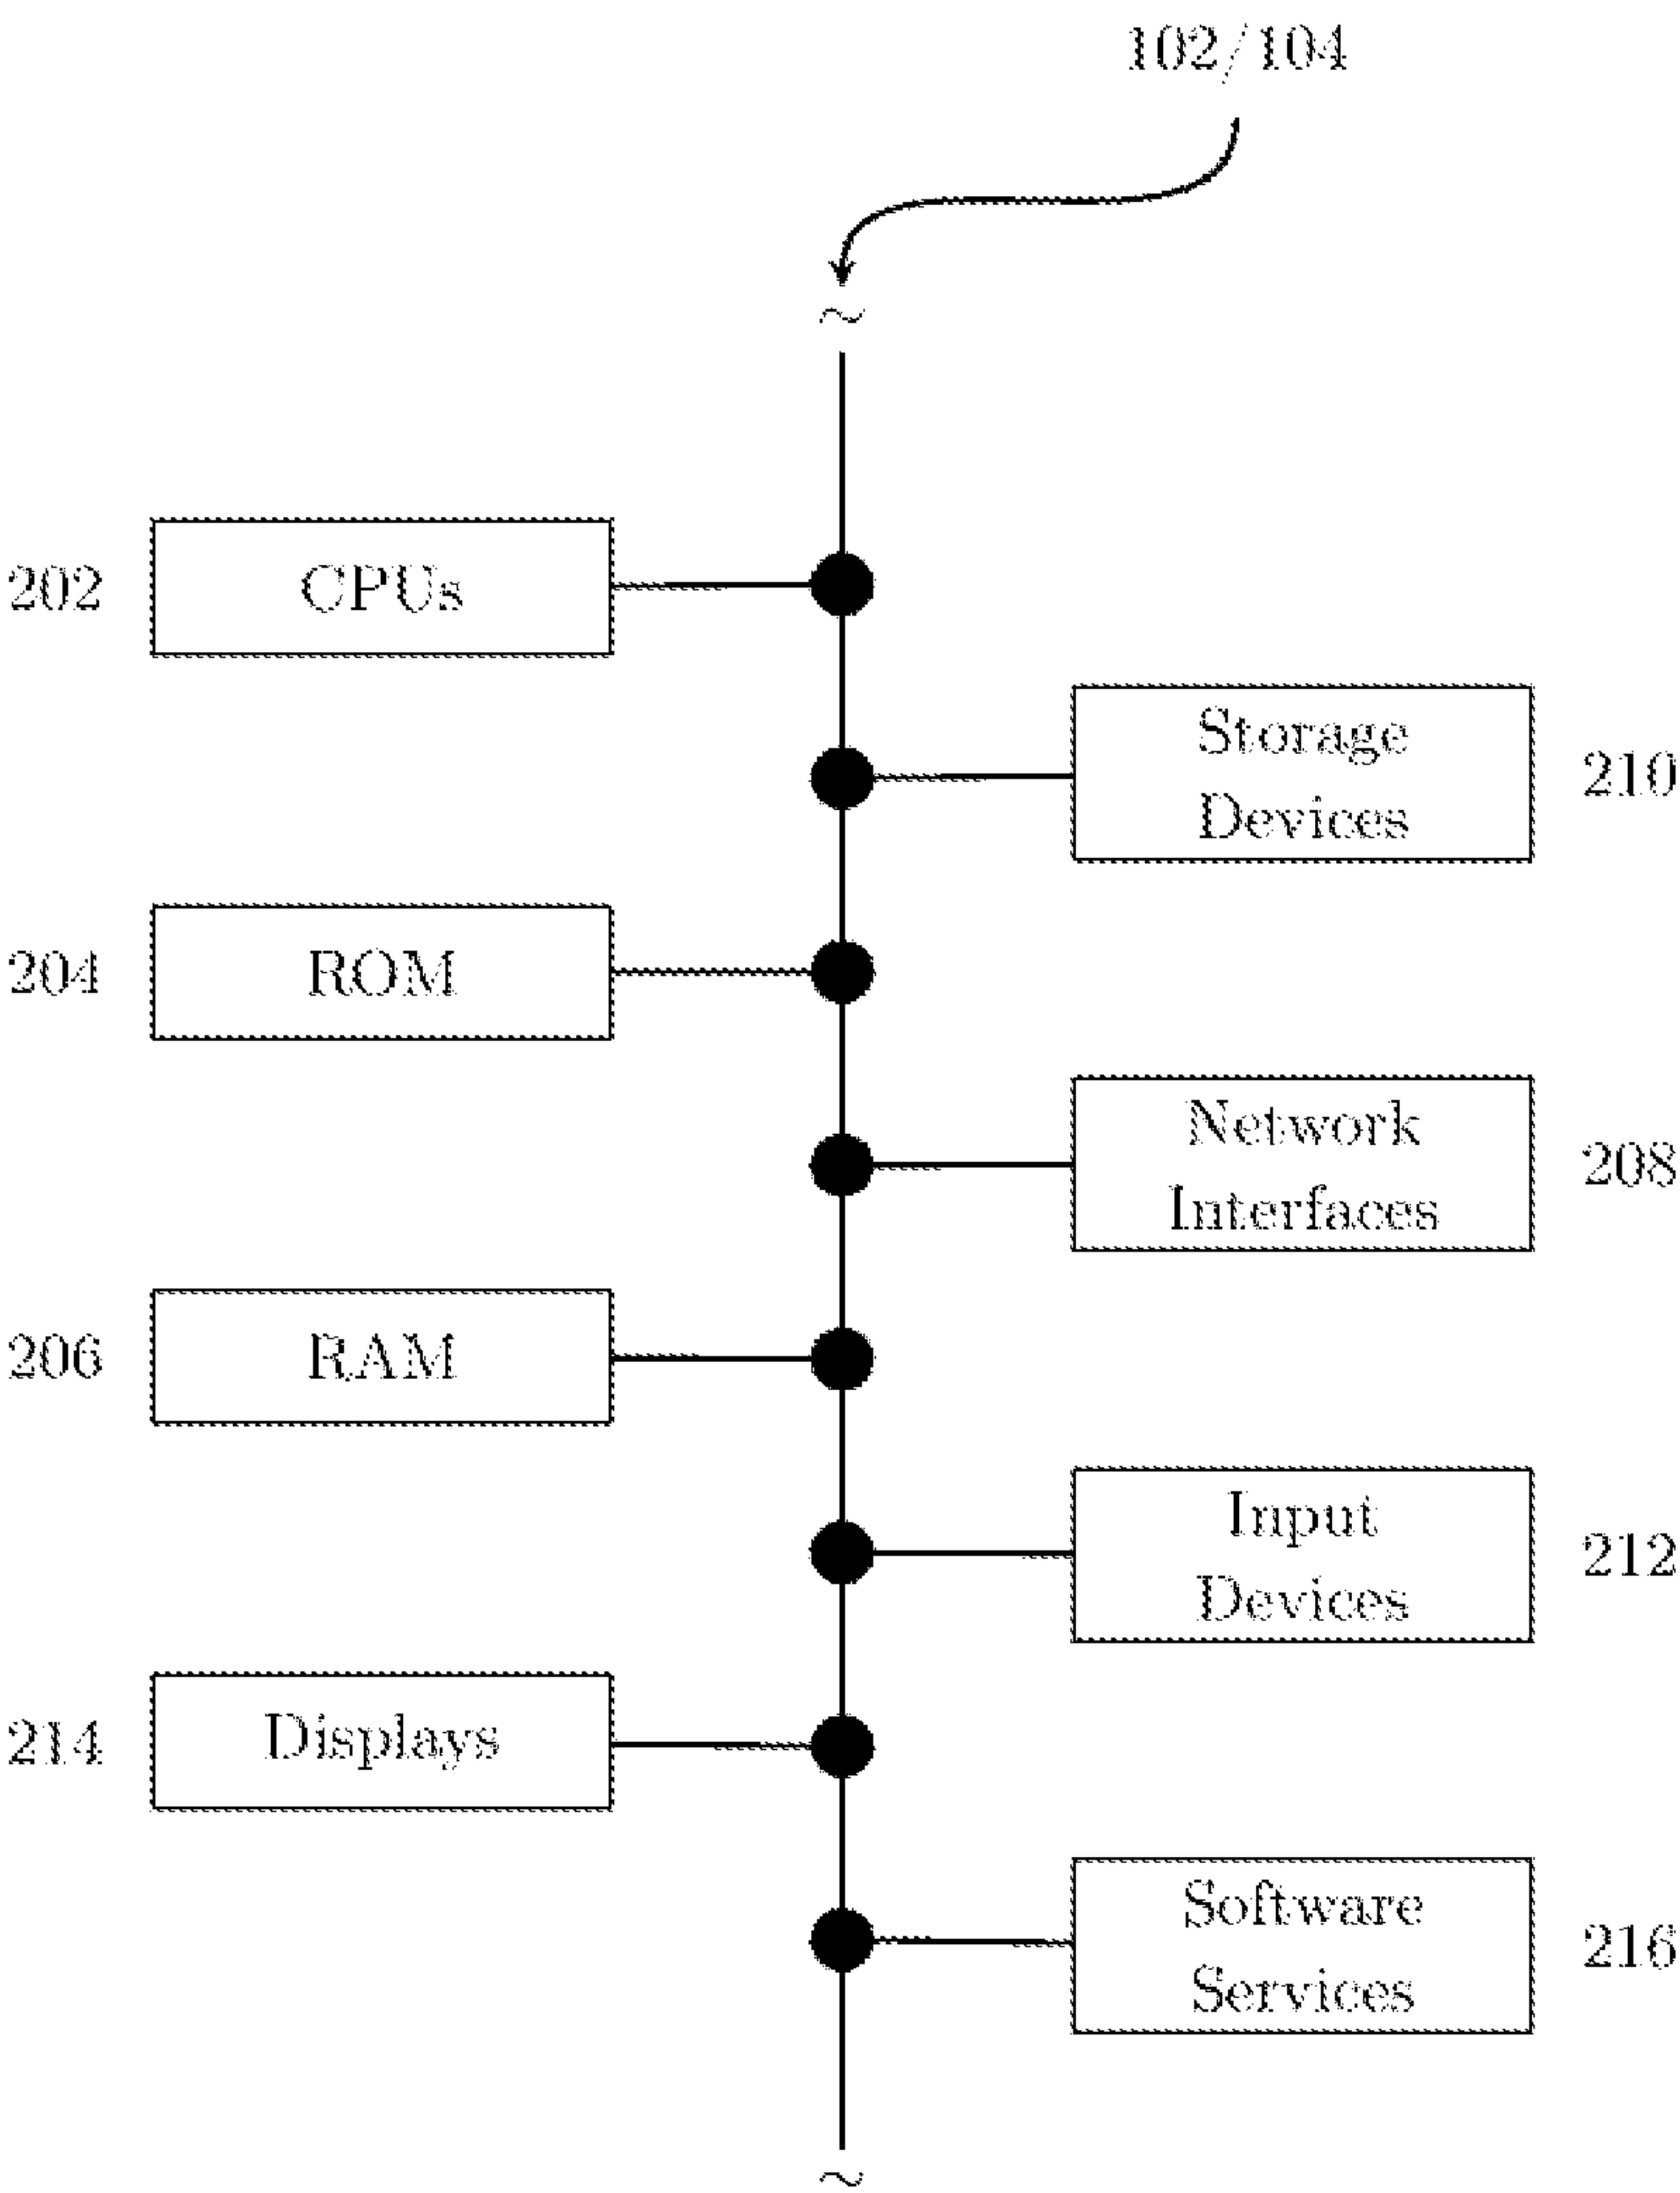 102/104
~
202 CPUs
Storage
Devices 210
204 ROM
Network
Interfaces 208
206 RAM
Input
Devices 212
214 Displays
Software
Services 216
~